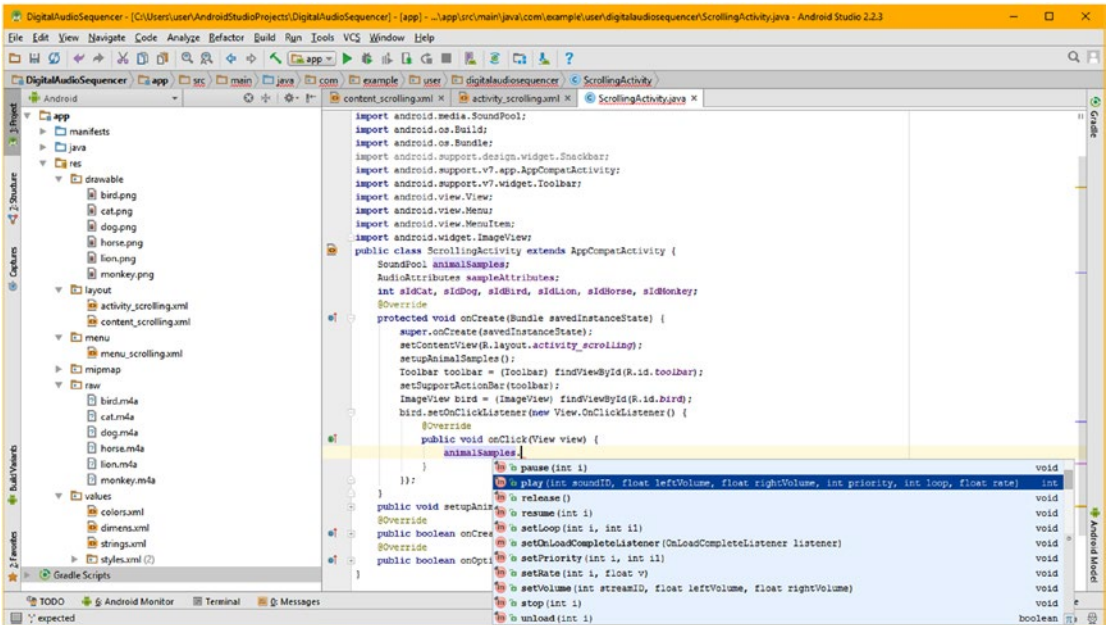 DigitalAudioSequencer - [C:\Users\user\AndroidStudioProjects\DigitalAudioSequencer] - [app] - ...\app\src\main\java\com\example\user\digitalaudiosequencer\ScrollingActivity.java - Android Studio 2.2.3
File Edit View Navigate Code Analyze Refactor Build Run Tools VCS Window Help
app
DigitalAudioSequencer app src main java com example user digitalaudiosequencer ScrollingActivity
Android
content_scrolling.xml × activity_scrolling.xml × ScrollingActivity.java ×
1: Project
7: Structure
Captures
Build Variants
2: Favorites
app
manifests
java
res
drawable
bird.png
cat.png
dog.png
horse.png
lion.png
monkey.png
layout
activity_scrolling.xml
content_scrolling.xml
menu
menu_scrolling.xml
mipmap
raw
bird.m4a
cat.m4a
dog.m4a
horse.m4a
lion.m4a
monkey.m4a
values
colors.xml
dimens.xml
strings.xml
styles.xml (2)
Gradle Scripts
import android.media.SoundPool;
import android.os.Build;
import android.os.Bundle;
import android.support.design.widget.Snackbar;
import android.support.v7.app.AppCompatActivity;
import android.support.v7.widget.Toolbar;
import android.view.View;
import android.view.Menu;
import android.view.MenuItem;
import android.widget.ImageView;
public class ScrollingActivity extends AppCompatActivity {
SoundPool animalSamples;
AudioAttributes sampleAttributes;
int sIdCat, sIdDog, sIdBird, sIdLion, sIdHorse, sIdMonkey;
@Override
protected void onCreate(Bundle savedInstanceState) {
super.onCreate(savedInstanceState);
setContentView(R.layout.activity_scrolling);
setupAnimalSamples();
Toolbar toolbar = (Toolbar) findViewById(R.id.toolbar);
setSupportActionBar(toolbar);
ImageView bird = (ImageView) findViewById(R.id.bird);
bird.setOnClickListener(new View.OnClickListener() {
@Override
public void onClick(View view) {
animalSamples.
}
});
}
public void setupAnima
@Override
public boolean onCrea
@Override
public boolean onOpti
}
pause(int i) void
play(int soundID, float leftVolume, float rightVolume, int priority, int loop, float rate) int
release() void
resume(int i) void
setLoop(int i, int i1) void
setOnLoadCompleteListener(OnLoadCompleteListener listener) void
setPriority(int i, int i1) void
setRate(int i, float v) void
setVolume(int streamID, float leftVolume, float rightVolume) void
stop(int i) void
unload(int i) boolean
Gradle
Android Model
TODO 6: Android Monitor Terminal 0: Messages
';' expected